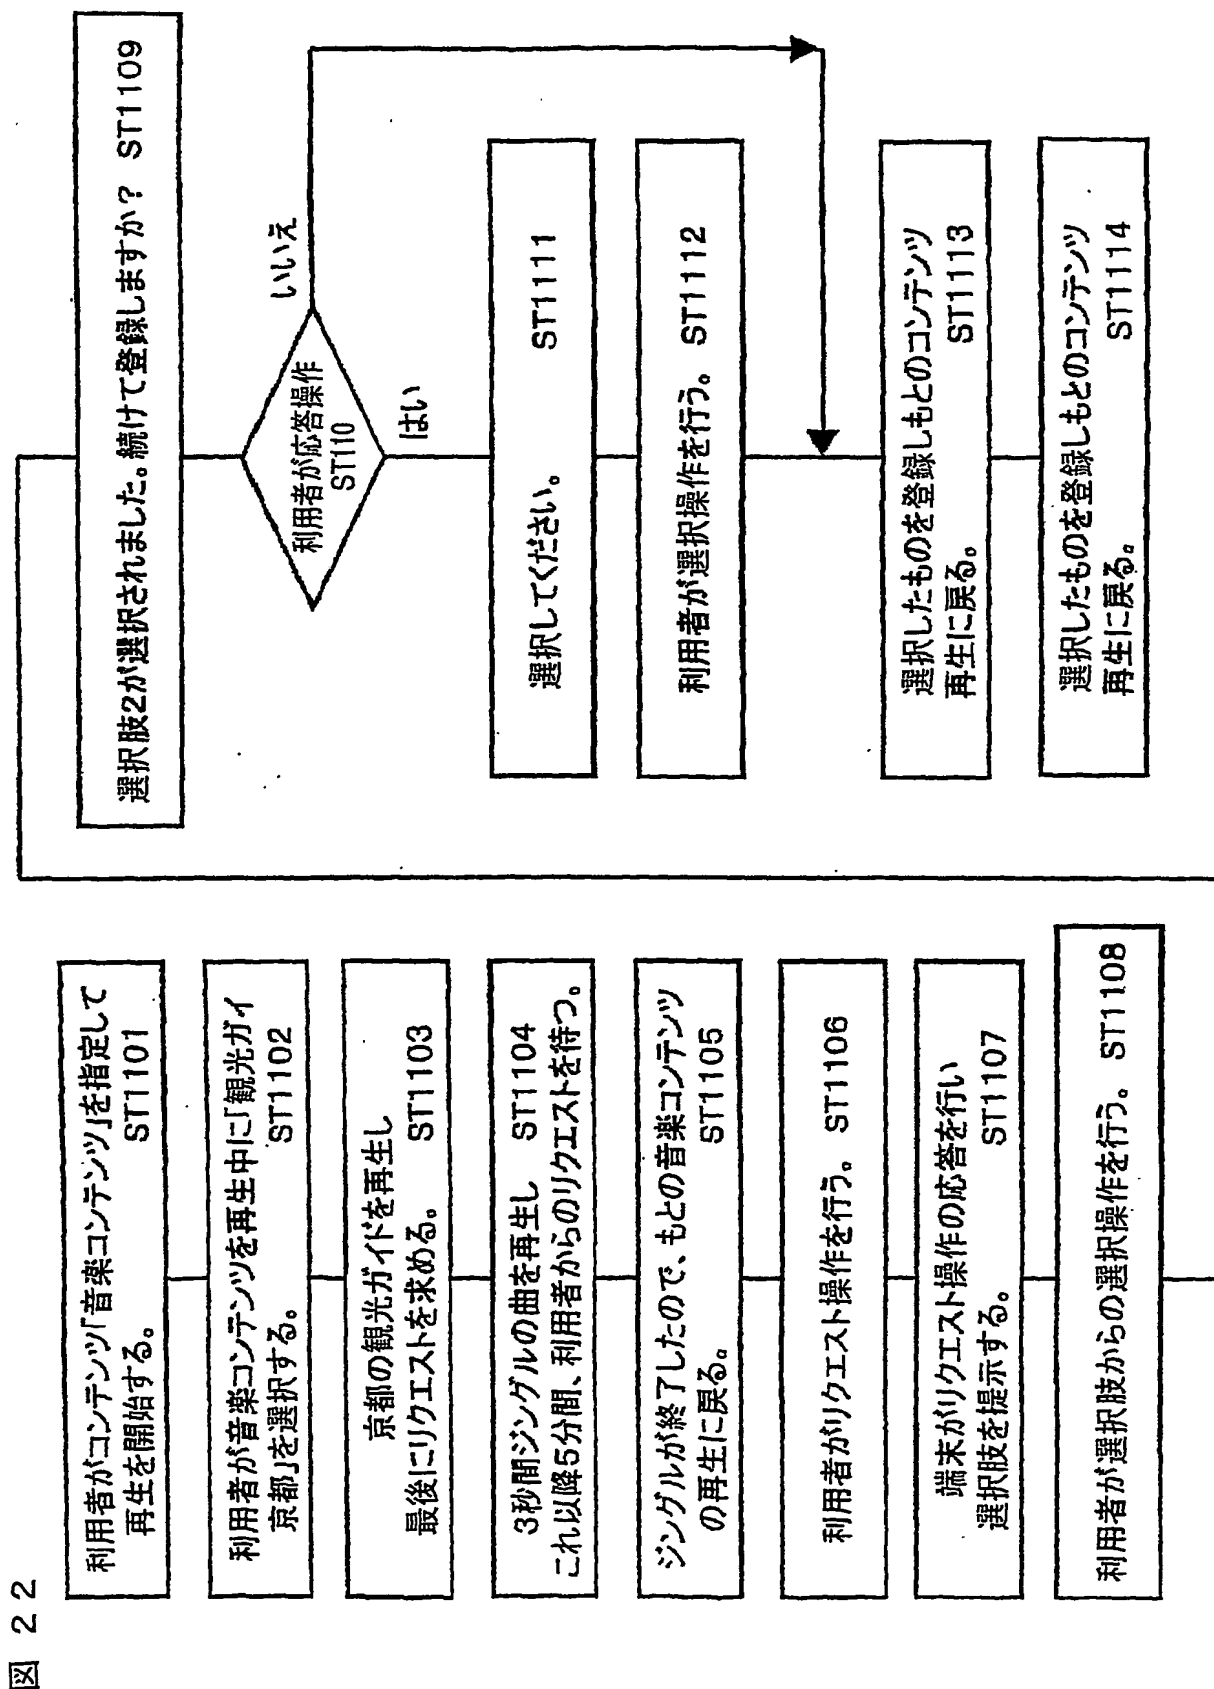 図 22
利用者がコンテンツ「音楽コンテンツ」を指定して
再生を開始する。 ST1101
利用者が音楽コンテンツを再生中に「観光ガイ
京都」を選択する。 ST1102
京都の観光ガイドを再生し
最後にリクエストを求める。 ST1103
3秒間ジングルの曲を再生し ST1104
これ以降5分間、利用者からのリクエストを待つ。
ジングルが終了したので、もとの音楽コンテンツ
の再生に戻る。 ST1105
利用者がリクエスト操作を行う。 ST1106
端末がリクエスト操作の応答を行い
選択肢を提示する。 ST1107
利用者が選択肢からの選択操作を行う。 ST1108
選択肢2が選択されました。続けて登録しますか? ST1109
利用者が応答操作
ST110
いいえ
はい
選択してください。 ST1111
利用者が選択操作を行う。 ST1112
選択したものを登録しもとのコンテンツ
再生に戻る。 ST1113
選択したものを登録しもとのコンテンツ
再生に戻る。 ST1114